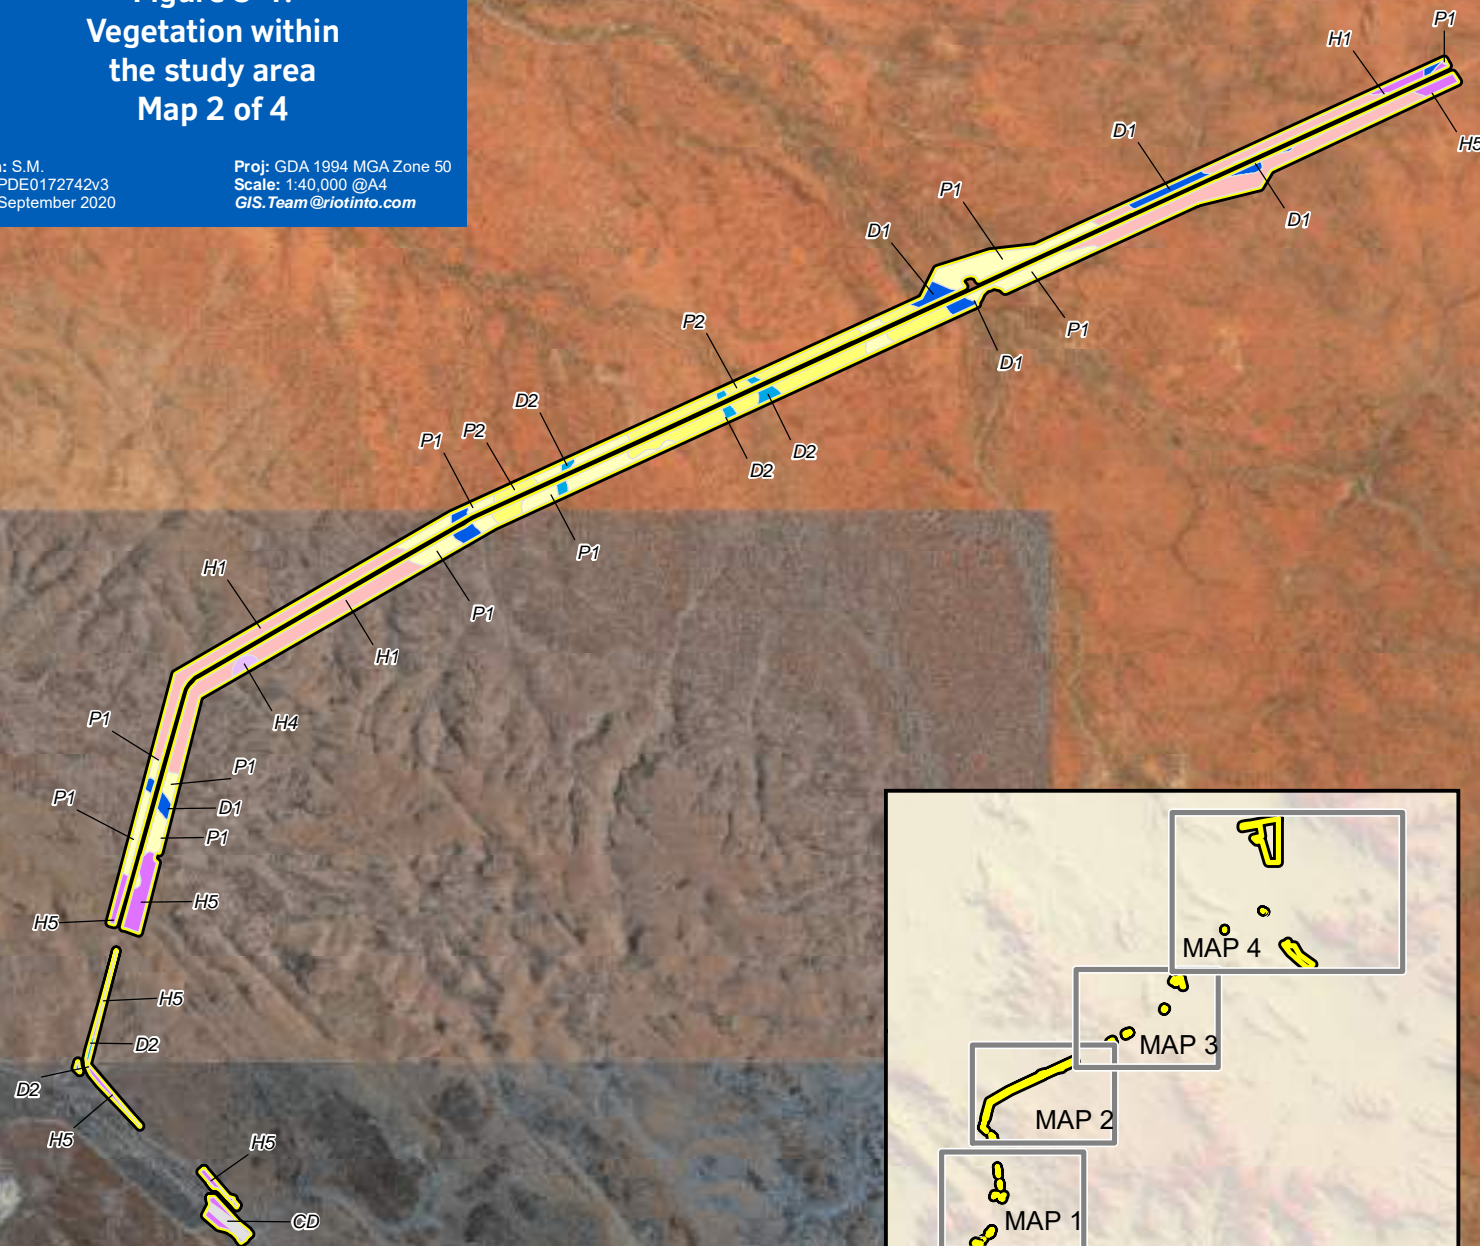 Vegetation within
the study area
Map 2 of 4
: S.M.
PDE0172742v3
September 2020
Proj: GDA 1994 MGA Zone 50
Scale: 1:40,000 @A4
GIS.Team@riotinto.com
P1
H1
H5
D1
P1
D1
D1
P1
D1
P2
D2
P2
P1
D2
D2
P1
H1
P1
H1
H4
P1
P1
P1
D1
P1
H5
H5
H5
D2
D2
H5
H5
CD
MAP 4
MAP 3
MAP 2
MAP 1